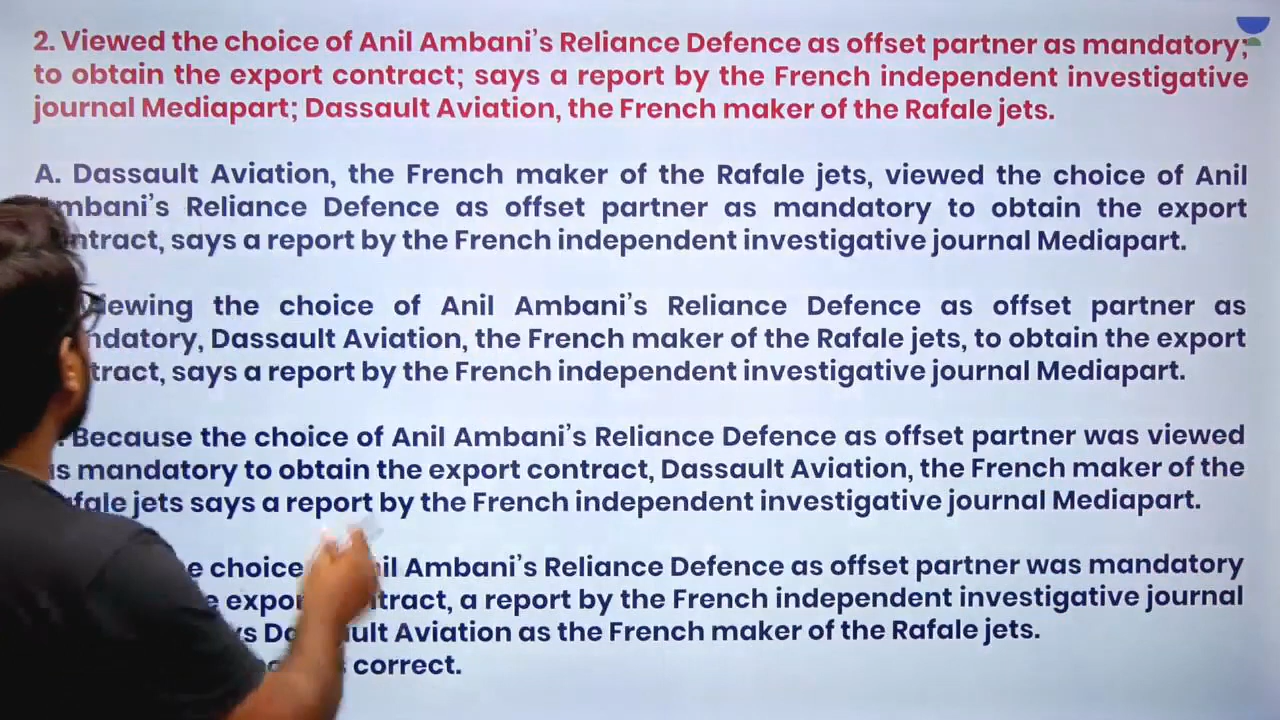 2. Viewed the choice of Anil Ambani's Reliance Defence as offset partner as mandatory;
to obtain the export contract; says a report by the French independent investigative
journal Mediapart; Dassault Aviation, the French maker of the Rafale jets.
A. Dassault Aviation, the French maker of the Rafale jets, viewed the choice of Anil
Reliance Defence as offset partner as mandatory to obtain the export
says a report by the French independent investigative journal Mediapart.
the choice of Anil Ambani's Reliance Defence as offset partner as
Dassault Aviation, the French maker of the Rafale jets, to obtain the export
says a report by the French independent investigative journal Mediapart.
Because the choice of Anil Ambani's Reliance Defence as offset partner was viewed
mandatory to obtain the export contract, Dassault Aviation, the French maker of the
jets says a report by the French independent investigative journal Mediapart.
choice Ambani's Reliance Defence as offset partner was mandatory
a report by the French independent investigative journal
Aviation as the French maker of the Rafale jets.
correct.